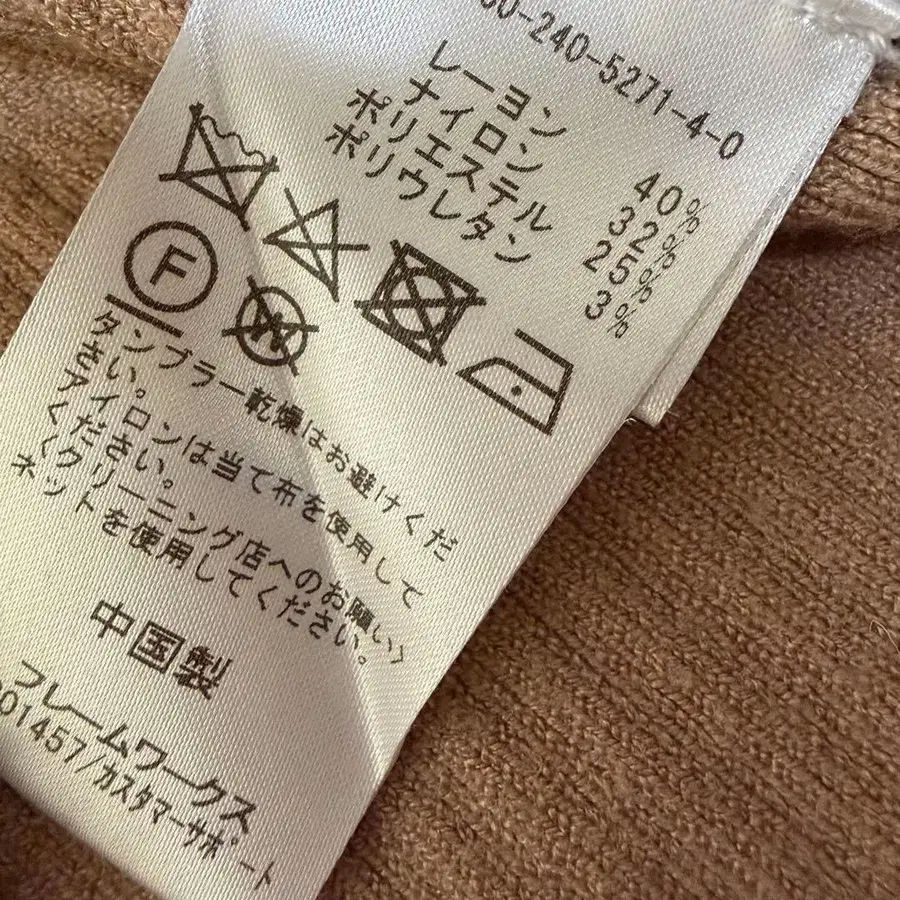 60-240-5271-4-0
レーヨン 40%
ナイロン 32%
ポリエステル 25%
ポリウレタン 3%
F
W
タンブラー乾燥はお避けくだ
さい。
アイロンは当て布を使用して
ください。
くクリーニング店へのお願い〉
ネットを使用してください。
中国製
フレームワークス
001457/カスタマーサポート